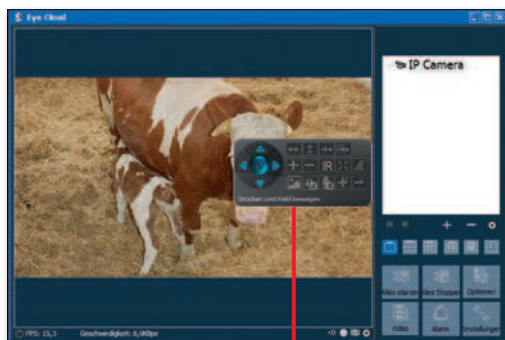 Eye Cloud
IP Camera
IR
Drücken und Feld bewegen
Alles starten
Alles Stoppen
Optionen
Video
Alarm
Einstellungen
FPS: 15,3
Geschwindigkeit: 8,0KBps